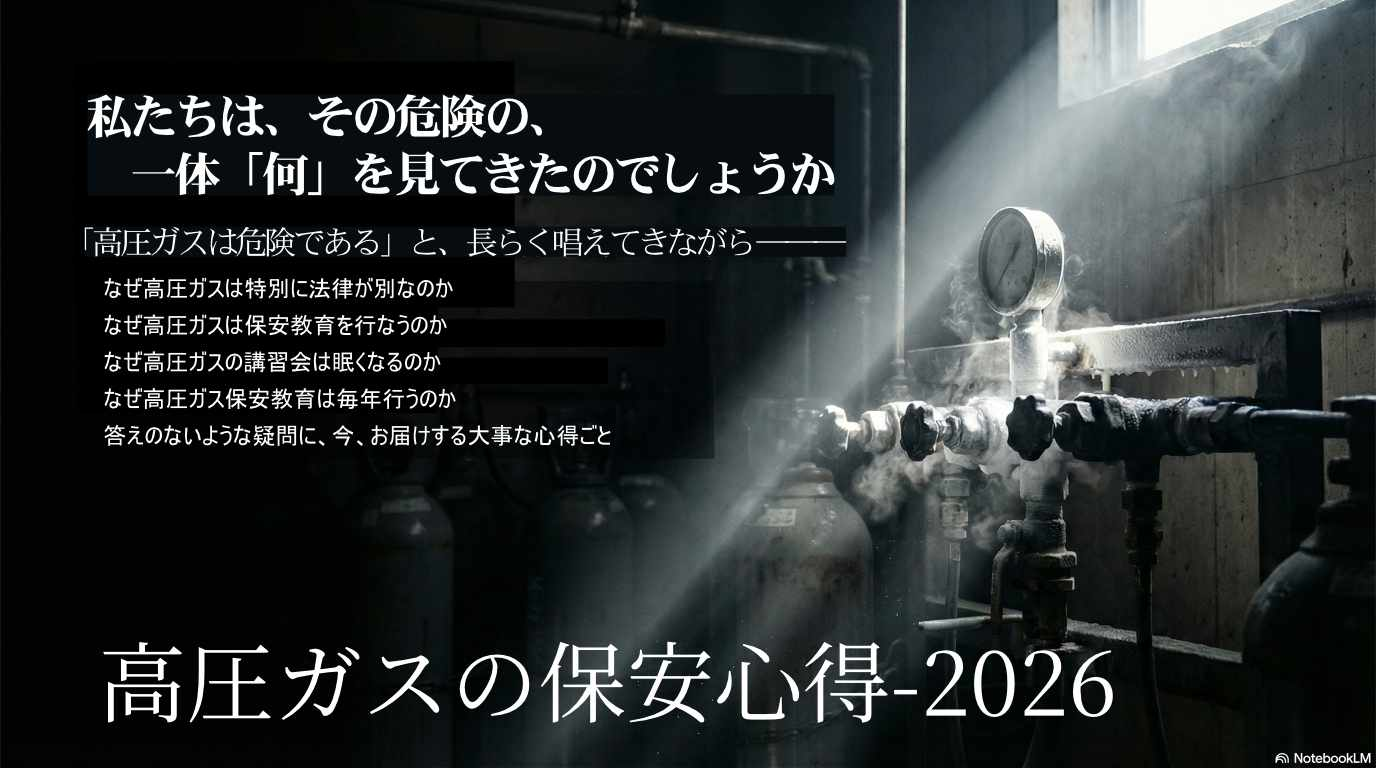 私たちは、その危険の、
一体「何」を見てきたのでしょうか
「高圧ガスは危険である」と、長らく唱えてきながら―――
なぜ高圧ガスは特別に法律が別なのか
なぜ高圧ガスは保安教育を行なうのか
なぜ高圧ガスの講習会は眠くなるのか
なぜ高圧ガス保安教育は毎年行うのか
答えのないような疑問に、今、お届けする大事な心得ごと
高圧ガスの保安心得-2026
NotebookLM